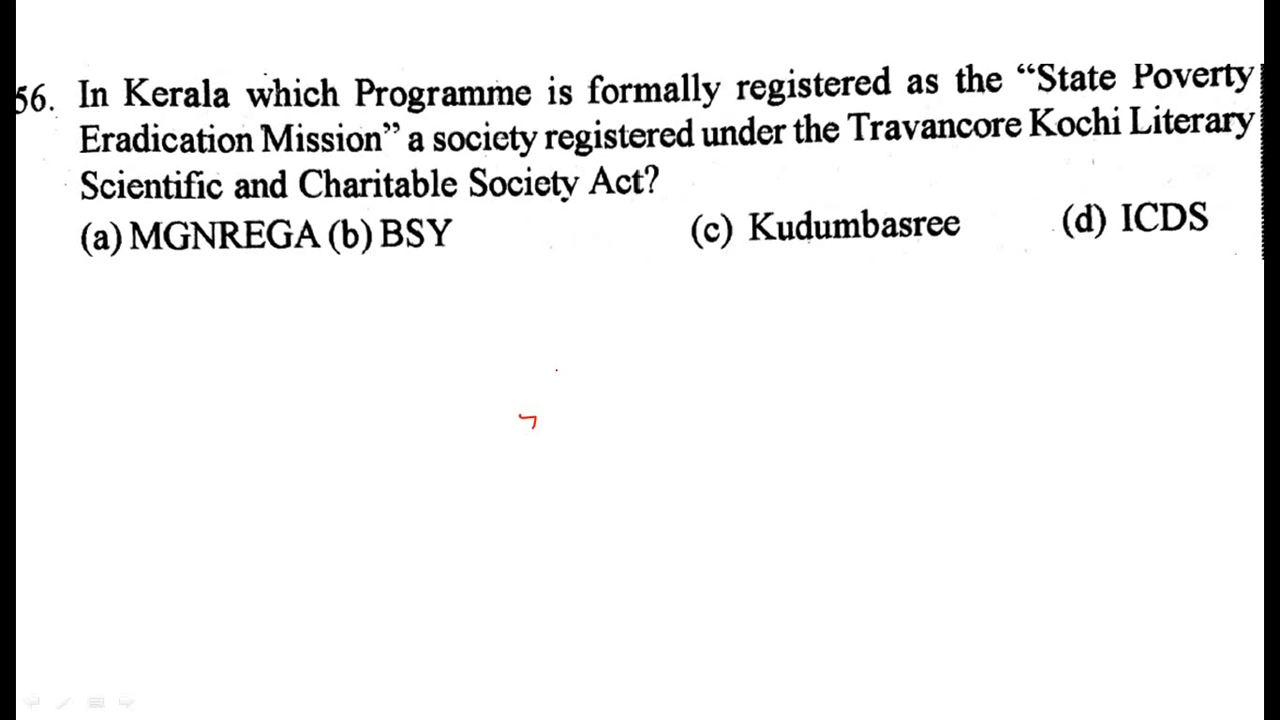 56. In Kerala which Programme is formally registered as the “State Poverty
Eradication Mission” a society registered under the Travancore Kochi Literary
Scientific and Charitable Society Act?
(a) MGNREGA (b) BSY (c) Kudumbasree (d) ICDS